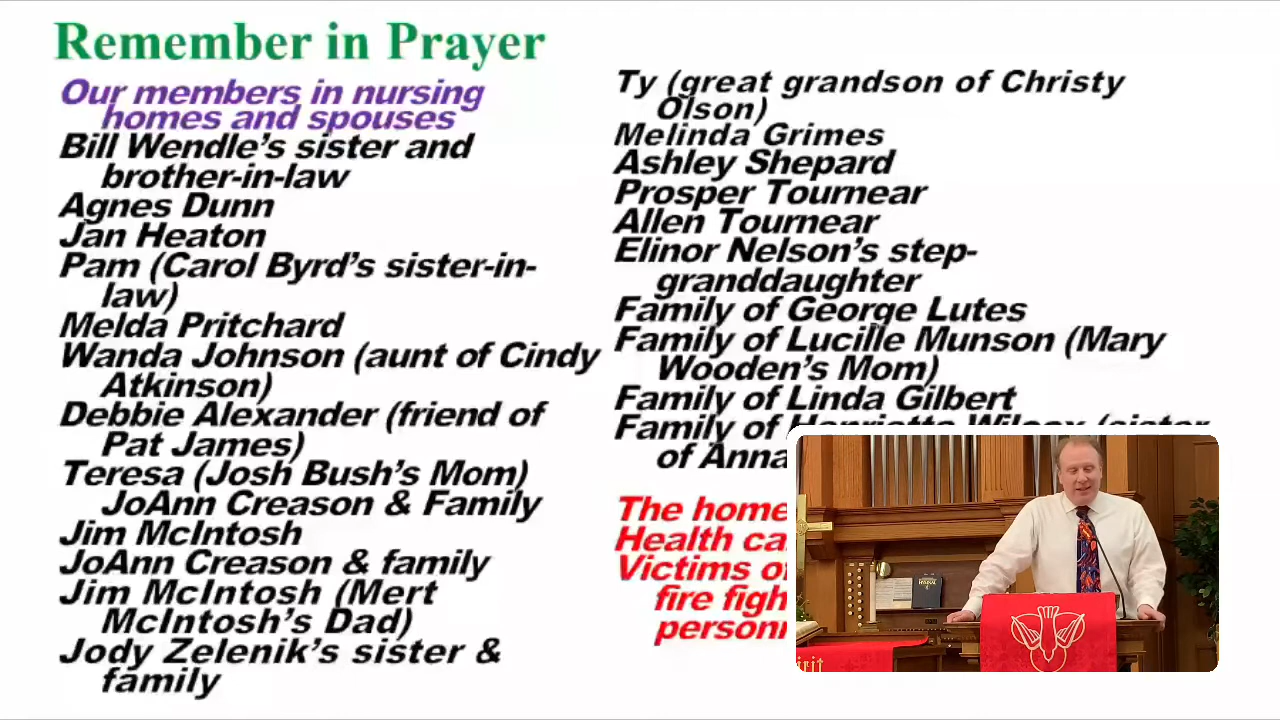 Remember in Prayer
Our members in nursing
homes and spouses
Bill Wendle's sister and
brother-in-law
Agnes Dunn
Jan Heaton
Pam (Carol Byrd's sister-in-
law)
Melda Pritchard
Wanda Johnson (aunt of Cindy
Atkinson)
Debbie Alexander (friend of
Pat James)
Teresa (Josh Bush's Mom)
JoAnn Creason & Family
Jim McIntosh
JoAnn Creason & family
Jim McIntosh (Mert
McIntosh's Dad)
Jody Zelenik's sister &
family
Ty (great grandson of Christy
Olson)
Melinda Grimes
Ashley Shepard
Prosper Tournear
Allen Tournear
Elinor Nelson's step-
granddaughter
Family of George Lutes
Family of Lucille Munson (Mary
Wooden's Mom)
Family of Linda Gilbert
Family of Henrietta Wilcox (sister
of Anna
The home
Health ca
Victims of
fire figh
person